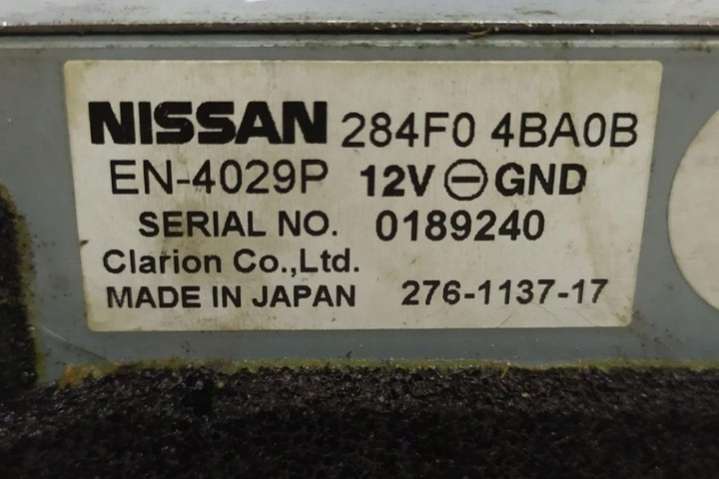 NISSAN 284F0 4BA0B
EN-4029P 12V ⊖ GND
SERIAL NO. 0189240
Clarion Co.,Ltd.
MADE IN JAPAN 276-1137-17